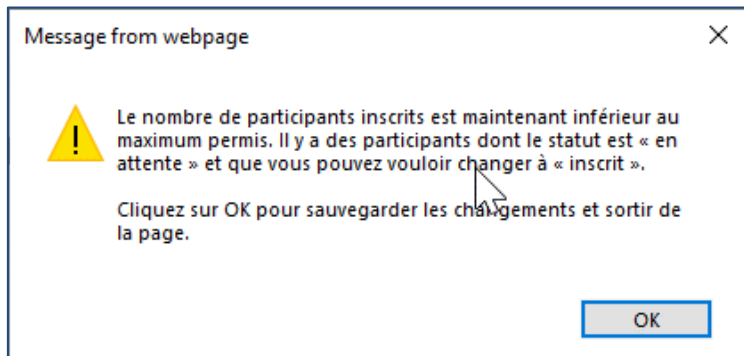 Message from webpage
Le nombre de participants inscrits est maintenant inférieur au
maximum permis. Il y a des participants dont le statut est « en
attente » et que vous pouvez vouloir changer à « inscrit ».
Cliquez sur OK pour sauvegarder les changements et sortir de
la page.
OK